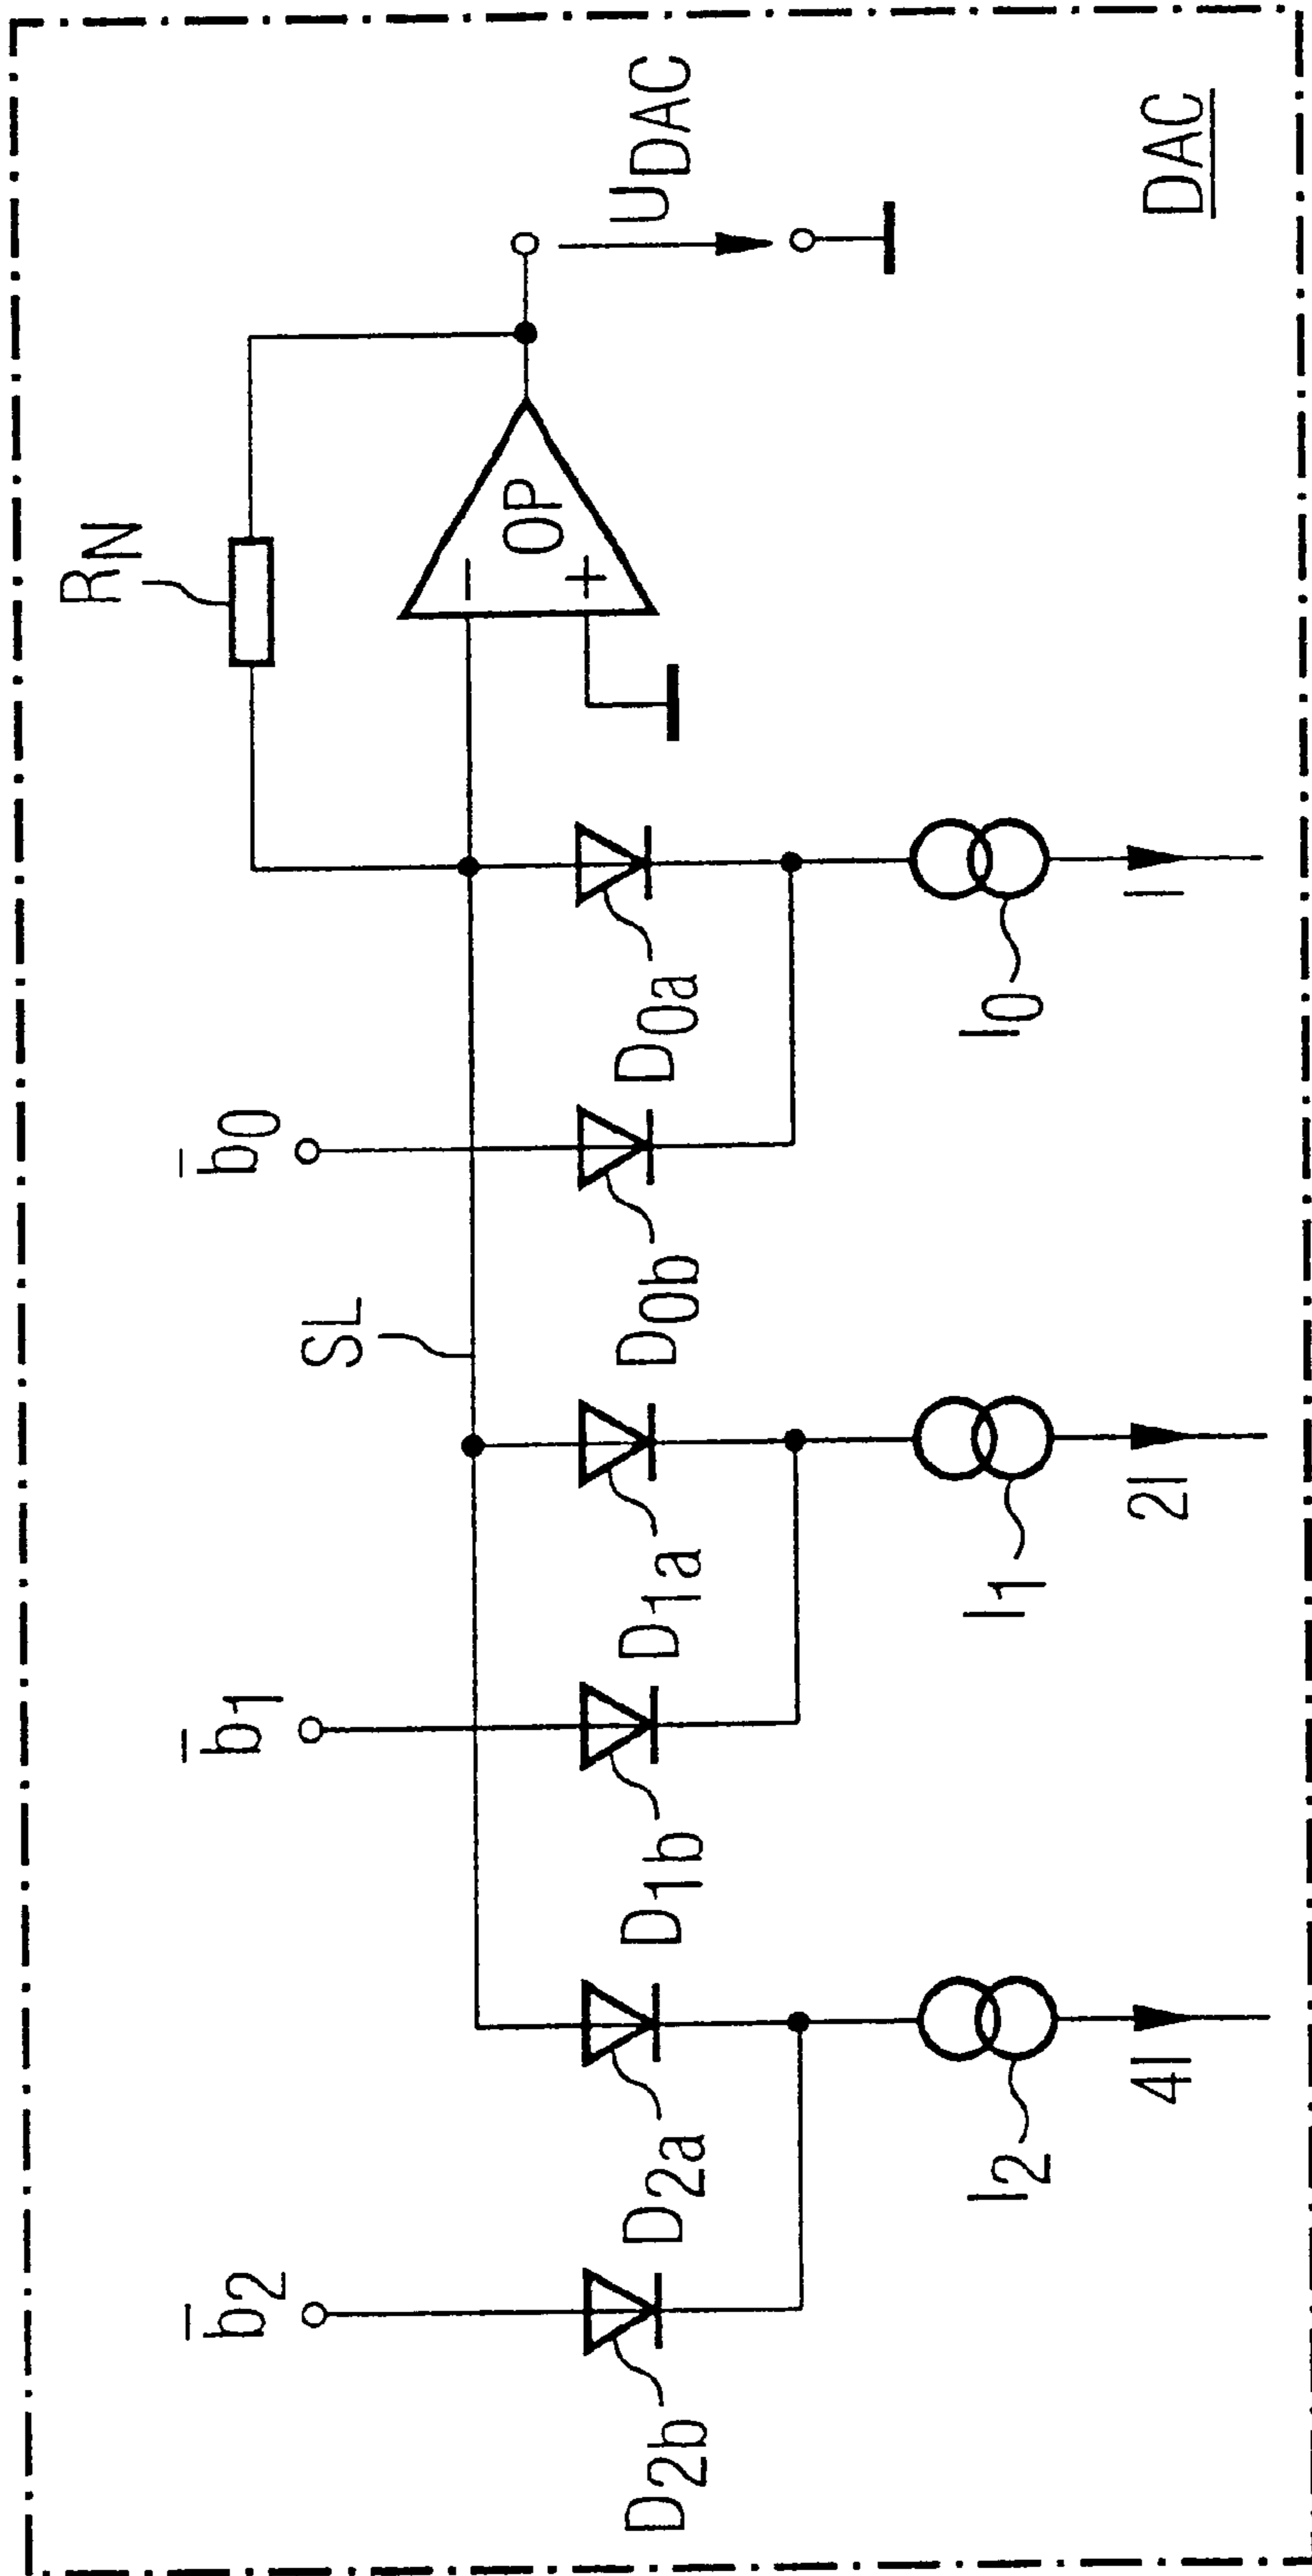 R_N
b̄₂
b̄₁
SL
b̄₀
−
OP
+
U_DAC
D₂b
D₂a
D₁b
D₁a
D₀b
D₀a
I₂
4I
I₁
2I
I₀
I
DAC